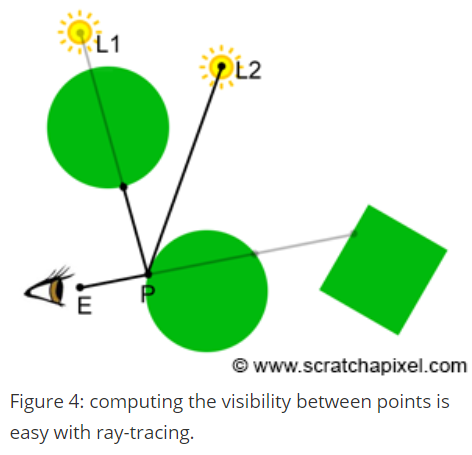 L1
L2
E
P
© www.scratchapixel.com
Figure 4: computing the visibility between points is
easy with ray-tracing.